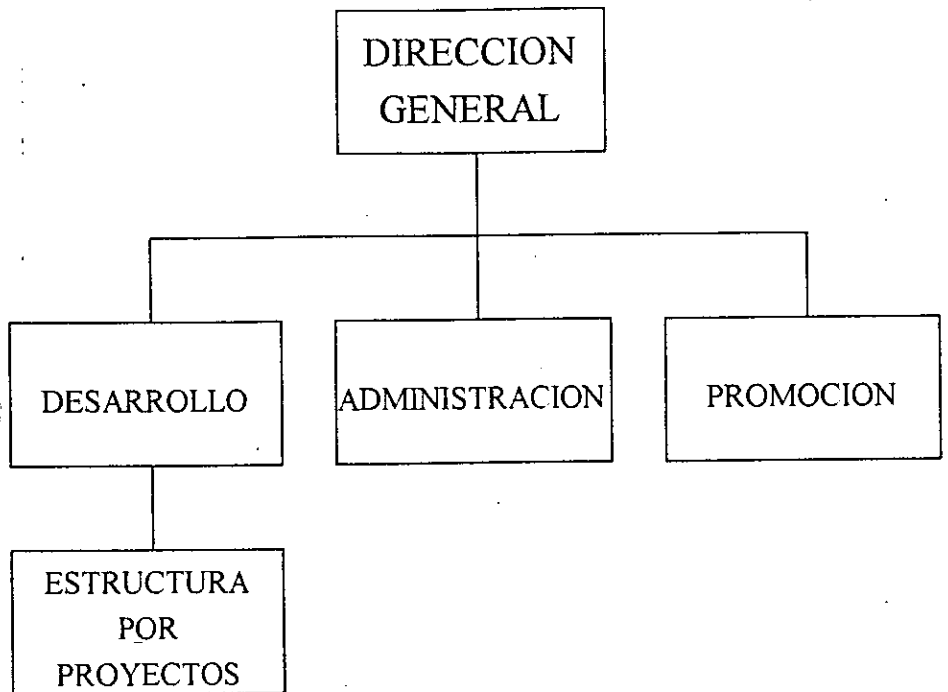 DIRECCION
GENERAL
DESARROLLO
ADMINISTRACION
PROMOCION
ESTRUCTURA
POR
PROYECTOS